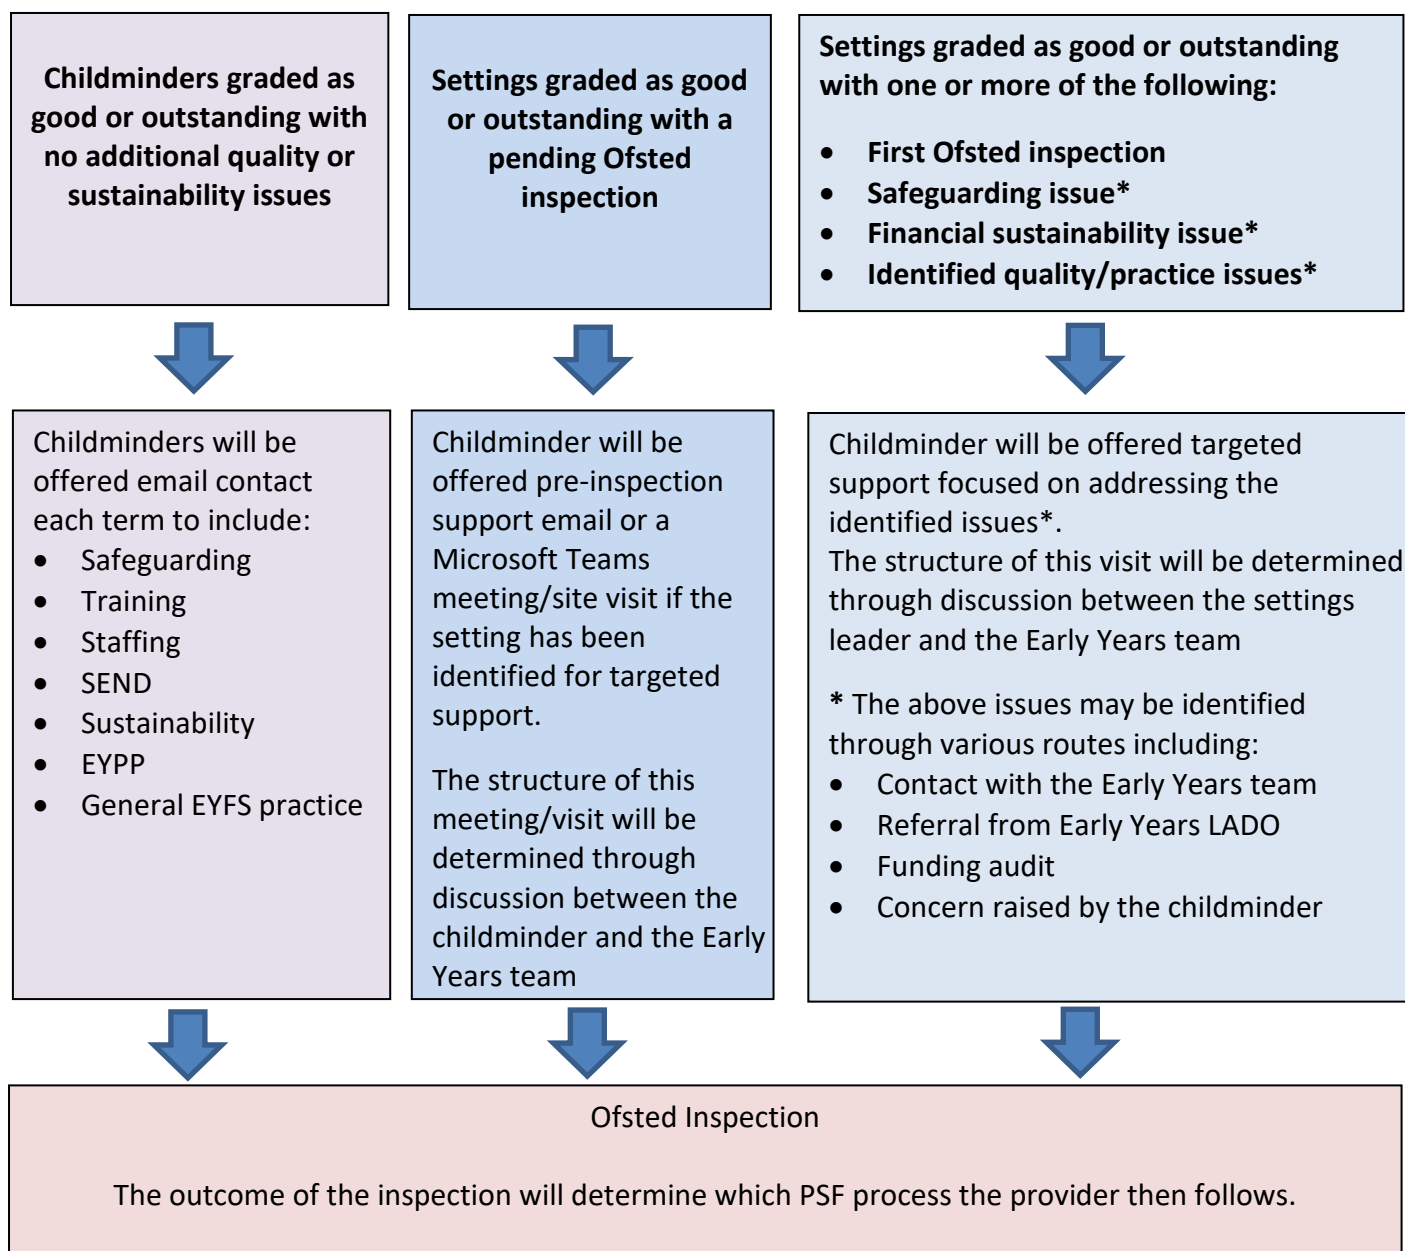 Childminders graded as
good or outstanding with
no additional quality or
sustainability issues
Settings graded as good
or outstanding with a
pending Ofsted
inspection
Settings graded as good or outstanding
with one or more of the following:
• First Ofsted inspection
• Safeguarding issue*
• Financial sustainability issue*
• Identified quality/practice issues*
Childminders will be
offered email contact
each term to include:
• Safeguarding
• Training
• Staffing
• SEND
• Sustainability
• EYPP
• General EYFS practice
Childminder will be
offered pre-inspection
support email or a
Microsoft Teams
meeting/site visit if the
setting has been
identified for targeted
support.
The structure of this
meeting/visit will be
determined through
discussion between the
childminder and the Early
Years team
Childminder will be offered targeted
support focused on addressing the
identified issues*.
The structure of this visit will be determined
through discussion between the settings
leader and the Early Years team
* The above issues may be identified
through various routes including:
• Contact with the Early Years team
• Referral from Early Years LADO
• Funding audit
• Concern raised by the childminder
Ofsted Inspection
The outcome of the inspection will determine which PSF process the provider then follows.